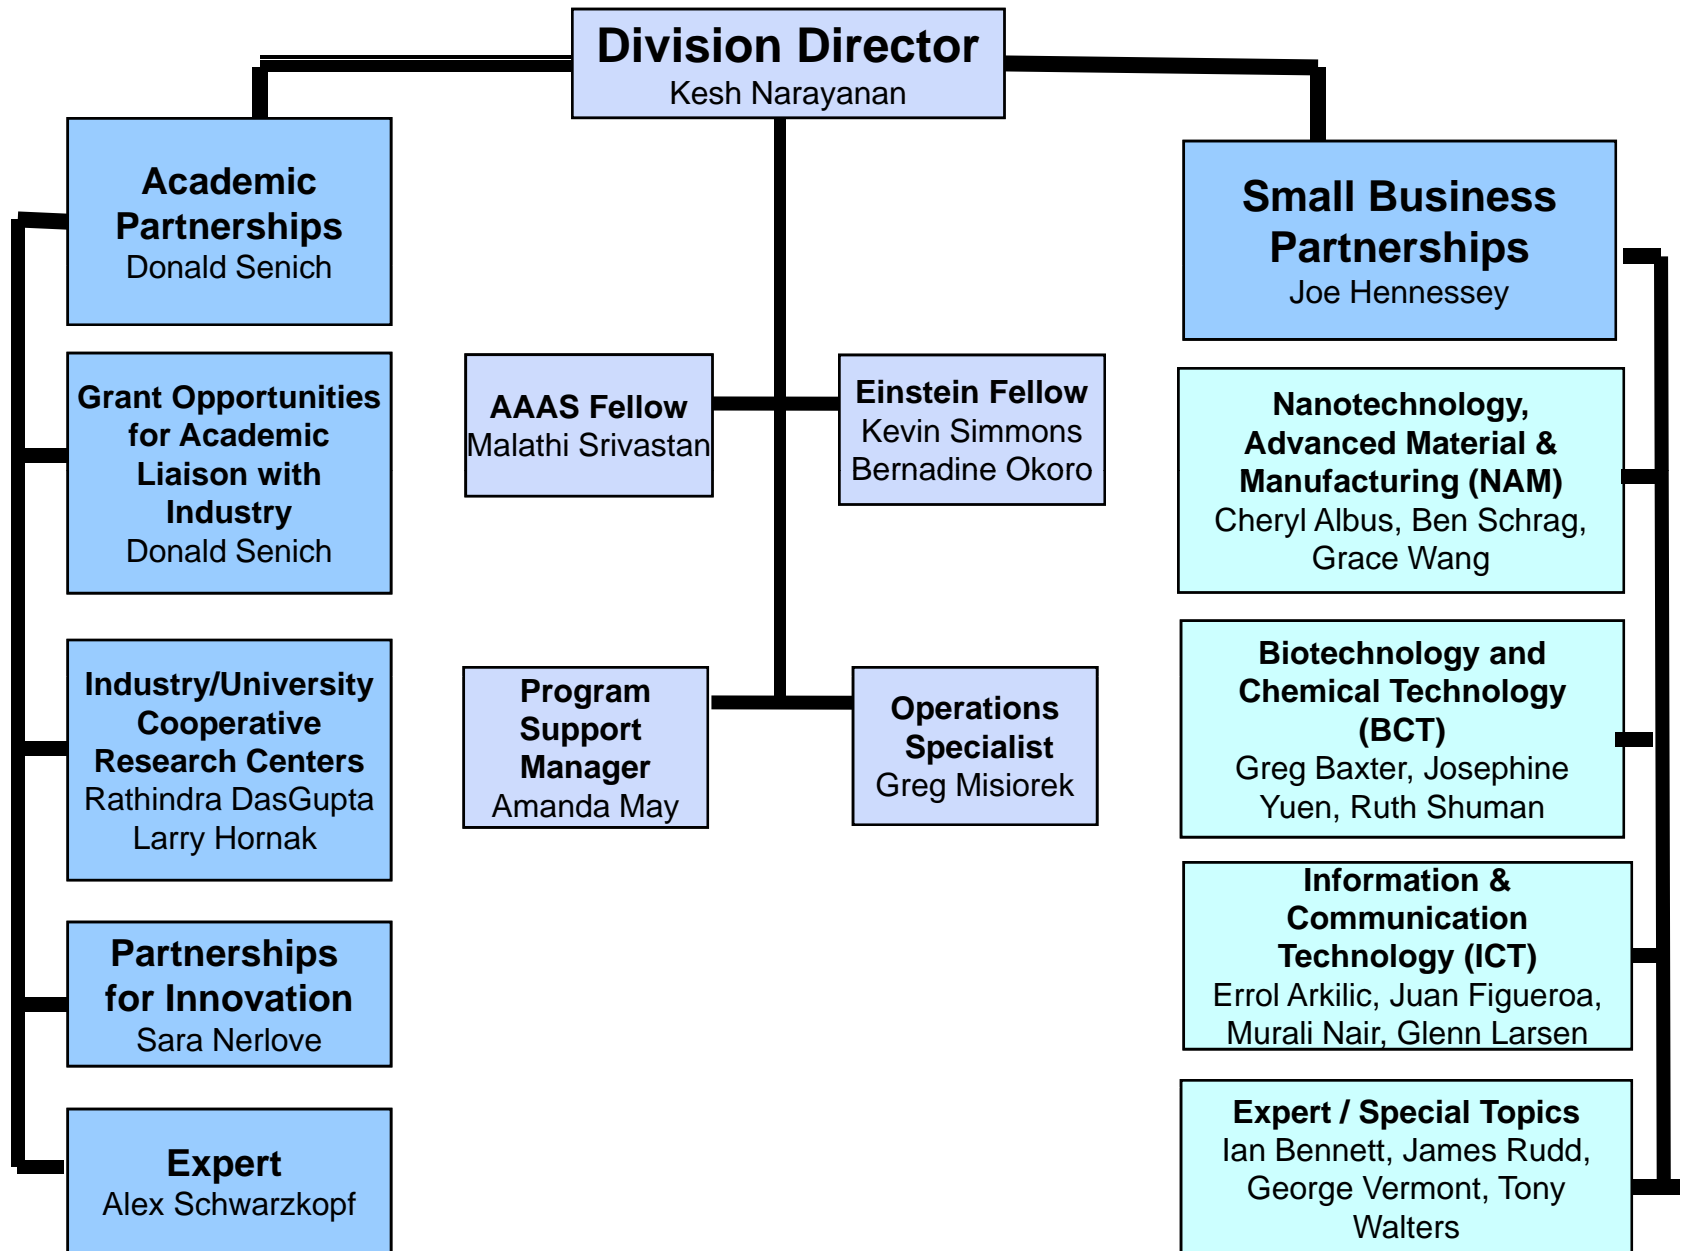 Division Director
Kesh Narayanan
Academic
Partnerships
Donald Senich
Grant Opportunities
for Academic
Liaison with
Industry
Donald Senich
Industry/University
Cooperative
Research Centers
Rathindra DasGupta
Larry Hornak
Partnerships
for Innovation
Sara Nerlove
Expert
Alex Schwarzkopf
AAAS Fellow
Malathi Srivastan
Einstein Fellow
Kevin Simmons
Bernadine Okoro
Program
Support
Manager
Amanda May
Operations
Specialist
Greg Misiorek
Small Business
Partnerships
Joe Hennessey
Nanotechnology,
Advanced Material &
Manufacturing (NAM)
Cheryl Albus, Ben Schrag,
Grace Wang
Biotechnology and
Chemical Technology
(BCT)
Greg Baxter, Josephine
Yuen, Ruth Shuman
Information &
Communication
Technology (ICT)
Errol Arkilic, Juan Figueroa,
Murali Nair, Glenn Larsen
Expert / Special Topics
Ian Bennett, James Rudd,
George Vermont, Tony
Walters